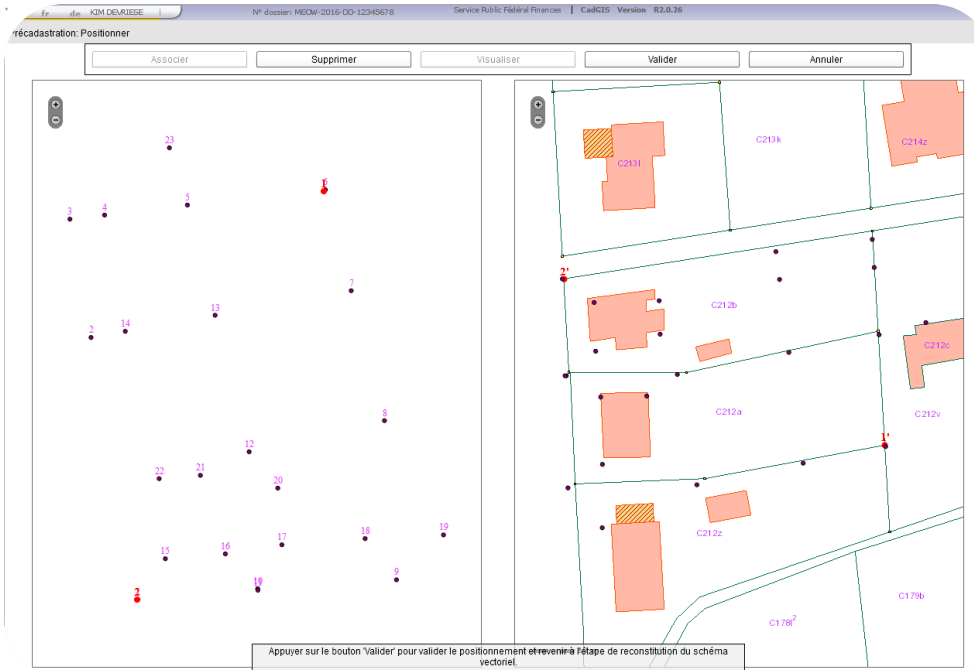 fr de KIM DEVRIESE
N° dossier: MEOW-2016-DD-12345678
Service Public Fédéral Finances | CadGIS Version R2.0.26
récadastration: Positionner
Associer Supprimer Visualiser Valider Annuler
23
1
3 4 5
7
13
2 14
8
12
22 21
20
19
18
17
16
15
9
2
C213k
C214z
C213l
2'
C212b
C212c
C212a
C212v
1'
C212z
C179b
C178f²
Appuyer sur le bouton 'Valider' pour valider le positionnement et revenir à l'étape de reconstitution du schéma
vectoriel.